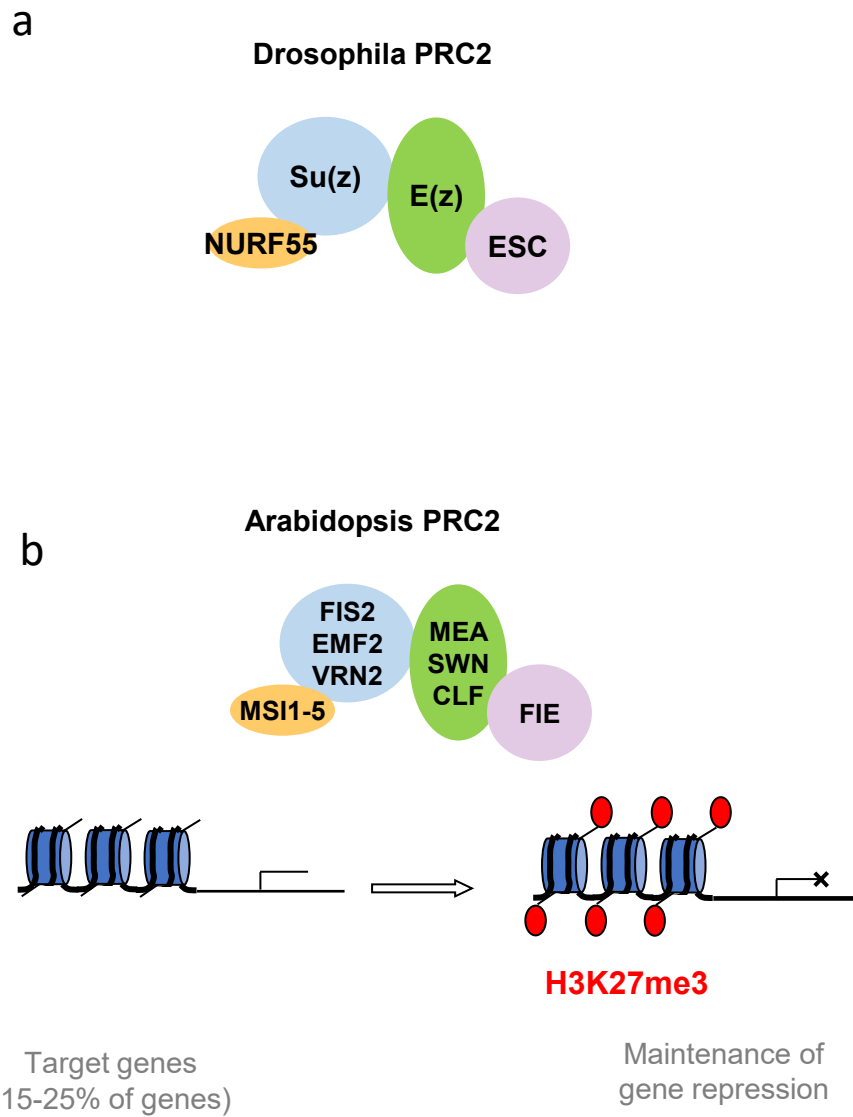 a
Drosophila PRC2
Su(z)
E(z)
NURF55
ESC
Arabidopsis PRC2
b
FIS2
EMF2
VRN2
MEA
SWN
CLF
MSI1-5
FIE
H3K27me3
Target genes
15-25% of genes)
Maintenance of
gene repression